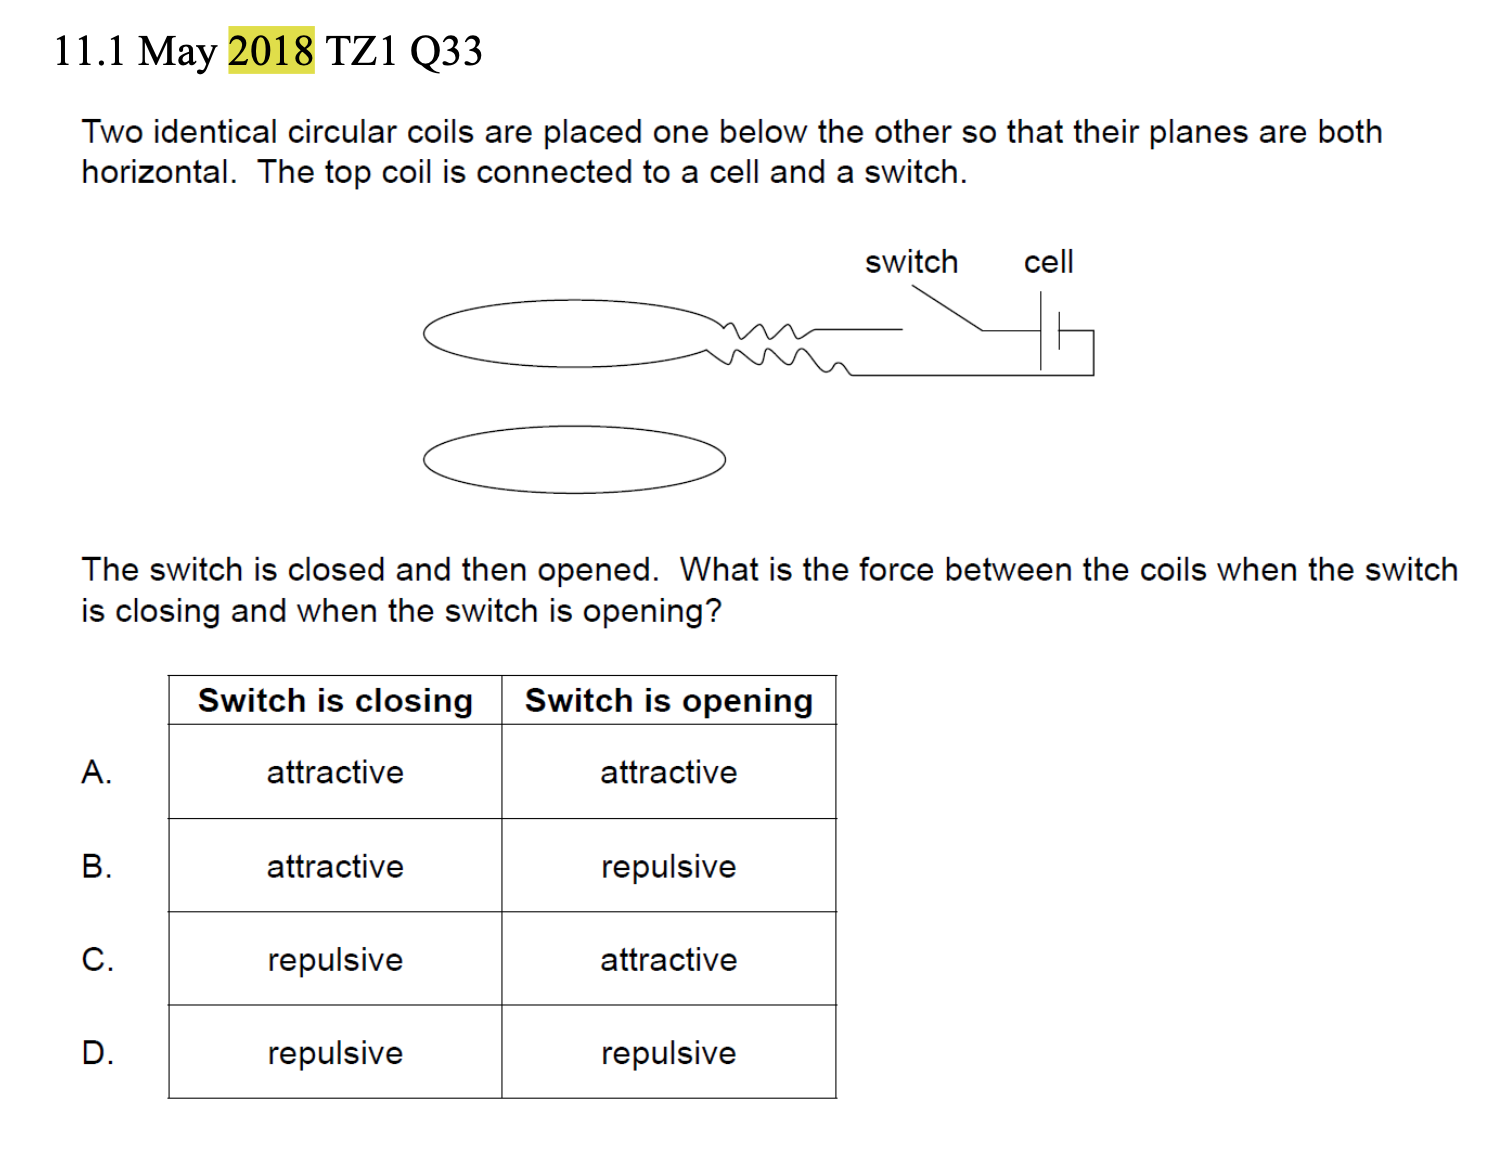 11.1 May 2018 TZ1 Q33
Two identical circular coils are placed one below the other so that their planes are both
horizontal. The top coil is connected to a cell and a switch.
switch cell
The switch is closed and then opened. What is the force between the coils when the switch
is closing and when the switch is opening?
Switch is closing Switch is opening
A. attractive attractive
B. attractive repulsive
C. repulsive attractive
D. repulsive repulsive